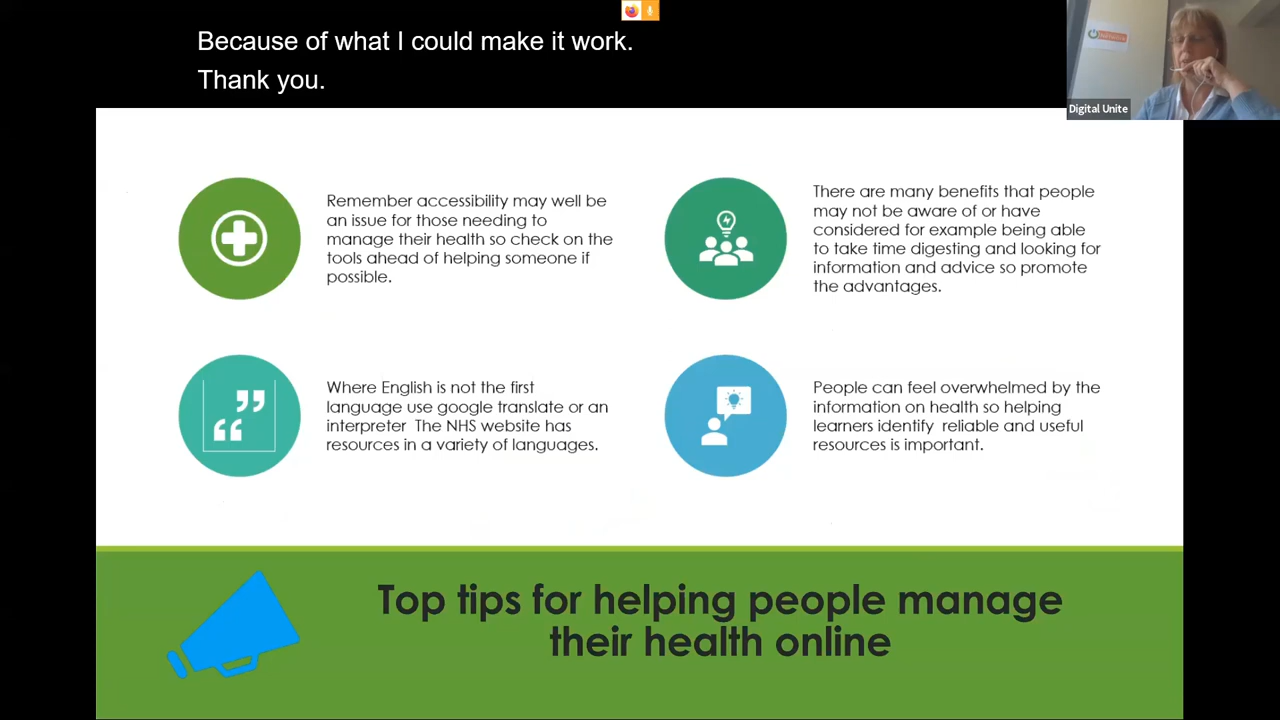 Because of what I could make it work.
Thank you.
Digital Unite
Remember accessibility may well be
an issue for those needing to
manage their health so check on the
tools ahead of helping someone if
possible.
There are many benefits that people
may not be aware of or have
considered for example being able
to take time digesting and looking for
information and advice so promote
the advantages.
Where English is not the first
language use google translate or an
interpreter  The NHS website has
resources in a variety of languages.
People can feel overwhelmed by the
information on health so helping
learners identify  reliable and useful
resources is important.
Top tips for helping people manage
their health online